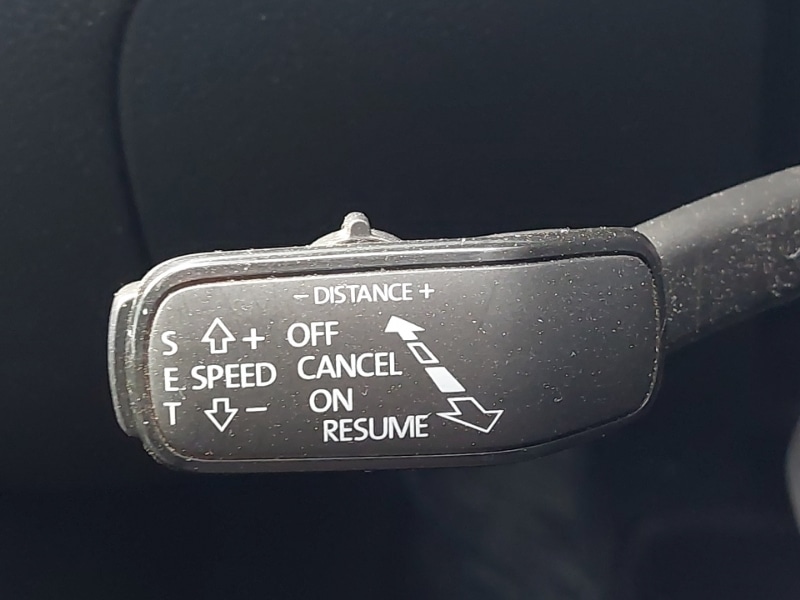 - DISTANCE +
S + OFF
E SPEED CANCEL
T - ON
RESUME